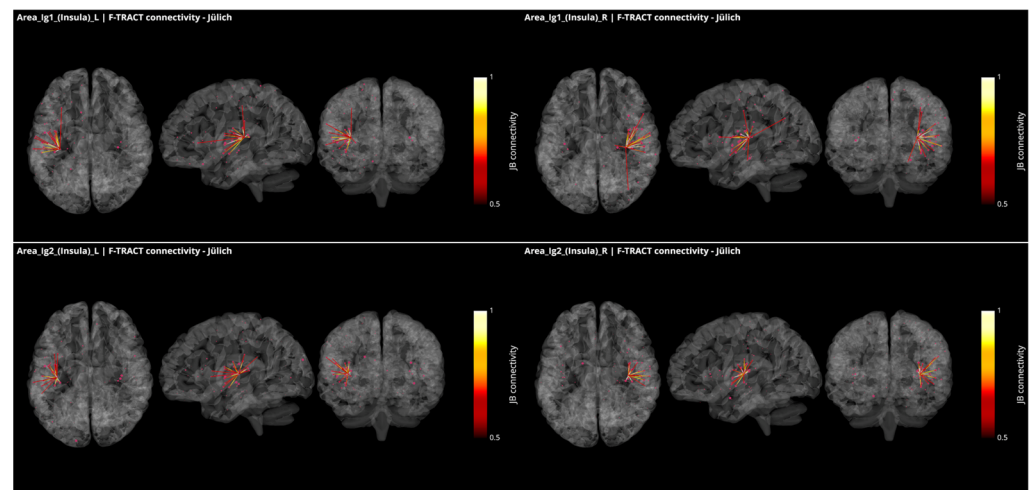 Area_Ig1_(Insula)_L | F-TRACT connectivity - Jülich
1
JB connectivity
0.5
Area_Ig1_(Insula)_R | F-TRACT connectivity - Jülich
1
JB connectivity
0.5
Area_Ig2_(Insula)_L | F-TRACT connectivity - Jülich
1
JB connectivity
0.5
Area_Ig2_(Insula)_R | F-TRACT connectivity - Jülich
1
JB connectivity
0.5